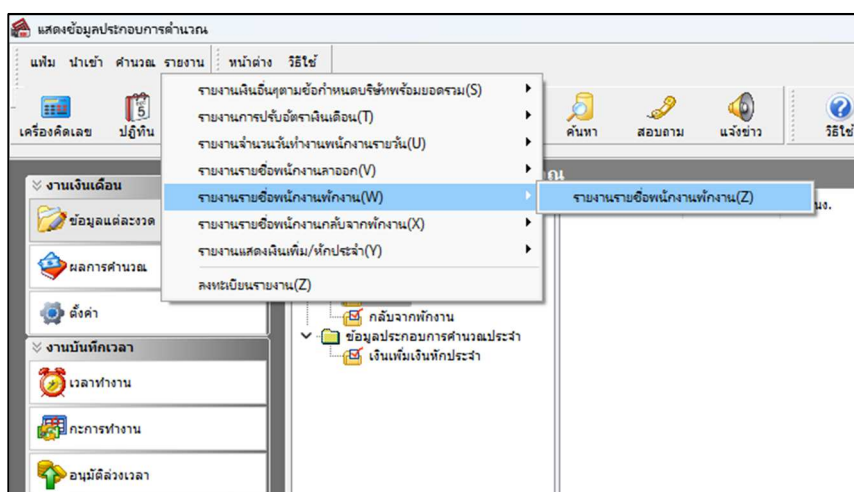 แสดงข้อมูลประกอบการคำนวณ
แฟ้ม นำเข้า คำนวณ รายงาน หน้าต่าง วิธีใช้
เครื่องคิดเลข ปฏิทิน ค้นหา สอบถาม แจ้งข่าว วิธีใช้
รายงานเงินอื่นๆตามข้อกำหนดบริษัทพร้อมยอดรวม(S)
รายงานการปรับอัตราเงินเดือน(T)
รายงานจำนวนวันทำงานพนักงานรายวัน(U)
รายงานรายชื่อพนักงานลาออก(V)
รายงานรายชื่อพนักงานพักงาน(W)
รายงานรายชื่อพนักงานพักงาน(Z)
รายงานรายชื่อพนักงานกลับจากพักงาน(X)
รายงานแสดงเงินเพิ่ม/หักประจำ(Y)
ลงทะเบียนรายงาน(Z)
งานเงินเดือน
ข้อมูลแต่ละงวด
ผลการคำนวณ
ตั้งค่า
งานบันทึกเวลา
เวลาทำงาน
กะการทำงาน
อนุมัติล่วงเวลา
กลับจากพักงาน
ข้อมูลประกอบการคำนวณประจำ
เงินเพิ่มเงินหักประจำ